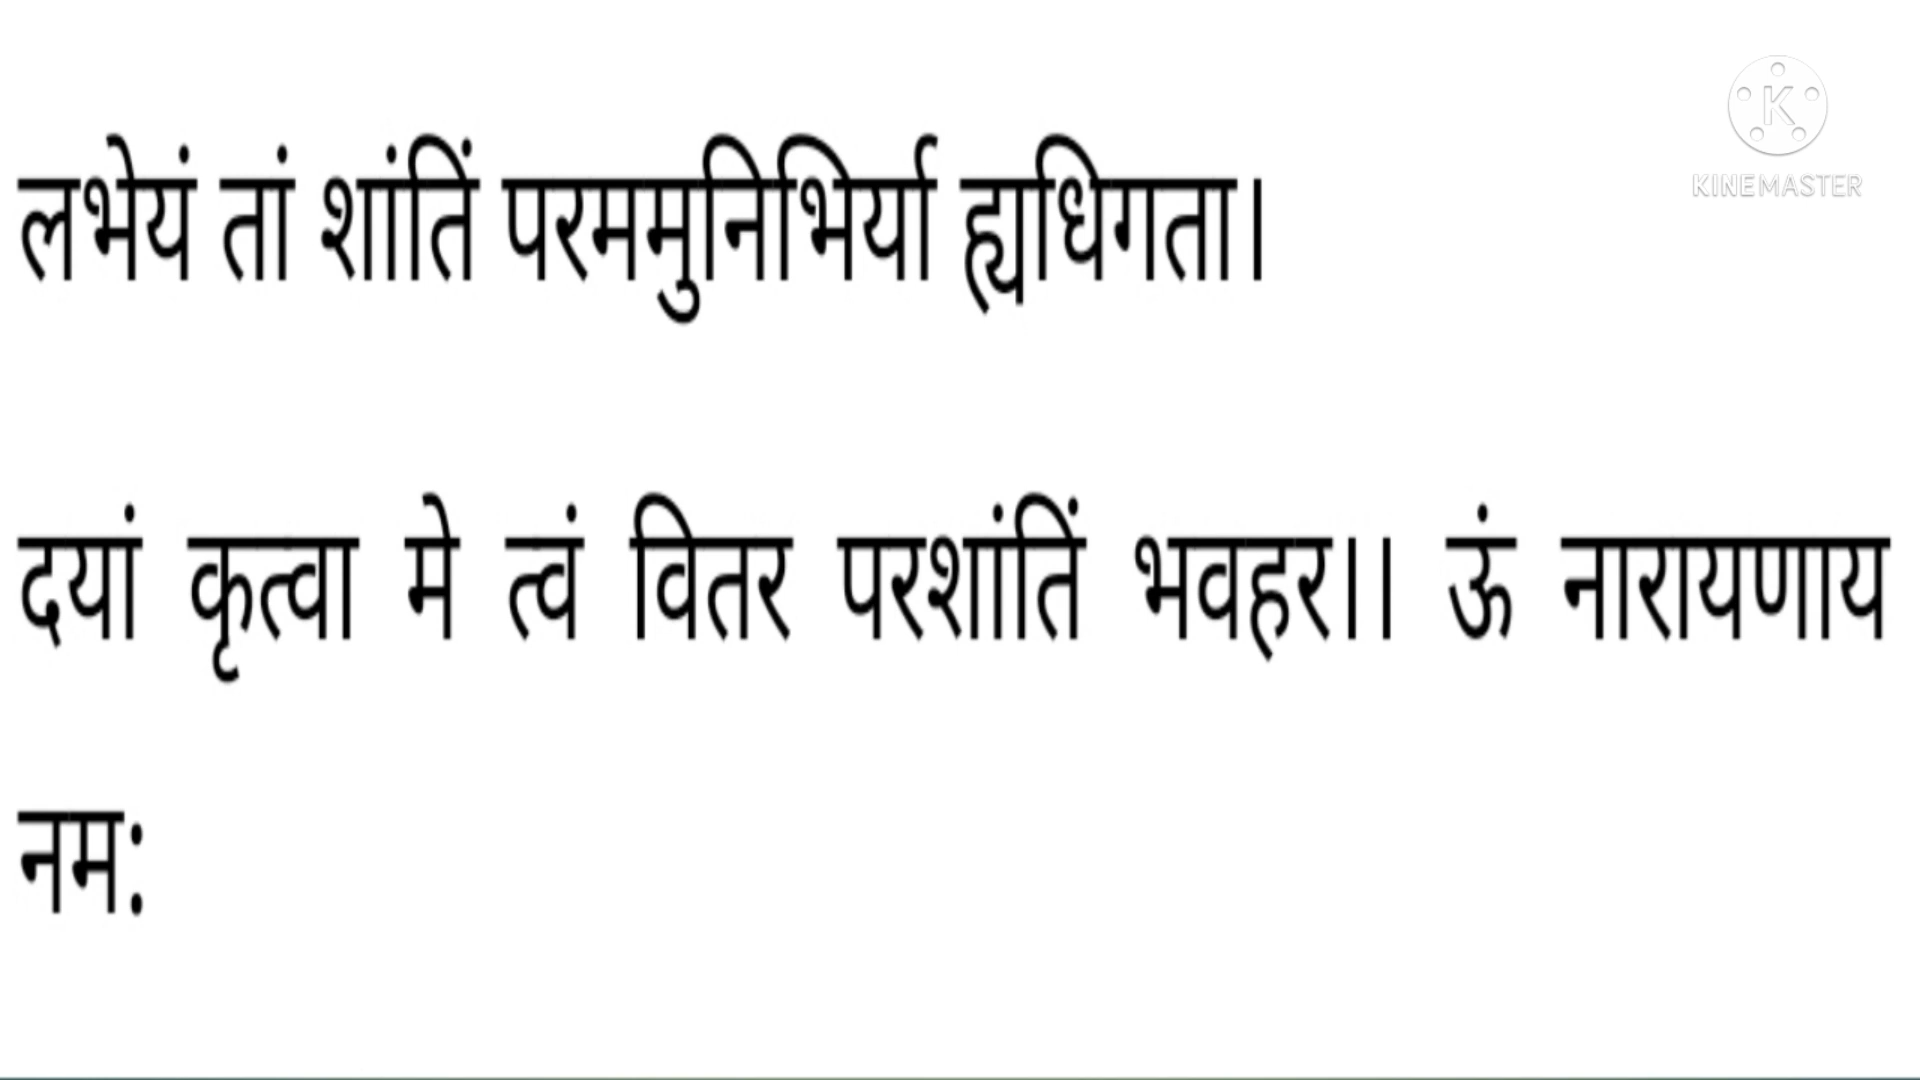 K
KINEMASTER
लभेयं तां शांतिं परममुनिभिर्या ह्यधिगता।
दयां कृत्वा मे त्वं वितर परशांतिं भवहर।। ऊं नारायणाय
नमः